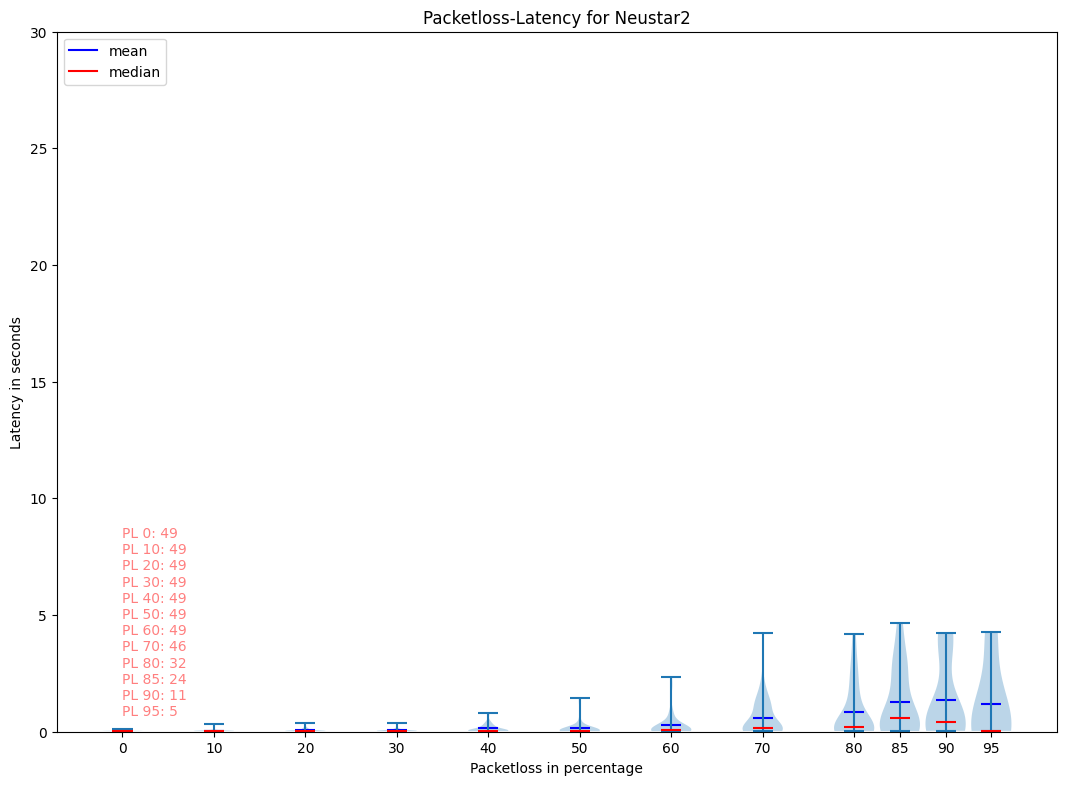 Packetloss-Latency for Neustar2
mean
median
30
25
20
15
10
5
0
Latency in seconds
PL 0: 49
PL 10: 49
PL 20: 49
PL 30: 49
PL 40: 49
PL 50: 49
PL 60: 49
PL 70: 46
PL 80: 32
PL 85: 24
PL 90: 11
PL 95: 5
0 10 20 30 40 50 60 70 80 85 90 95
Packetloss in percentage